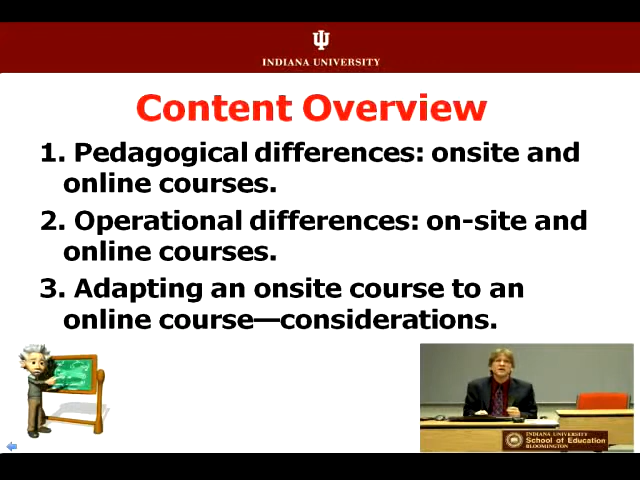 INDIANA UNIVERSITY
Content Overview
1. Pedagogical differences: onsite and
online courses.
2. Operational differences: on-site and
online courses.
3. Adapting an onsite course to an
online course—considerations.
INDIANA UNIVERSITY
School of Education
BLOOMINGTON